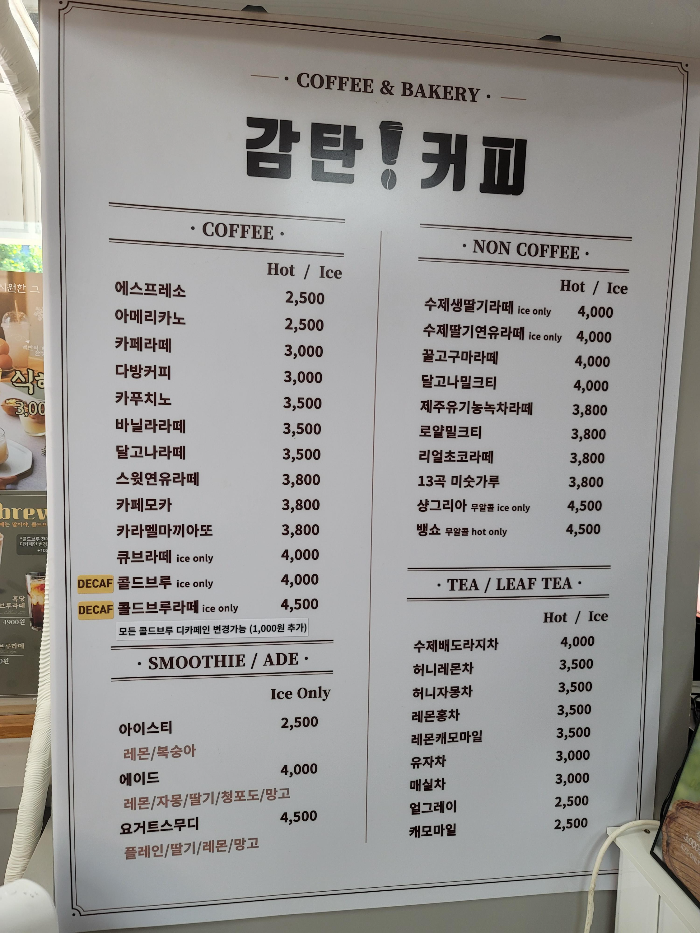 · COFFEE & BAKERY ·
감탄!커피
· COFFEE ·
Hot / Ice
에스프레소 2,500
아메리카노 2,500
카페라떼 3,000
다방커피 3,000
카푸치노 3,500
바닐라라떼 3,500
달고나라떼 3,500
스윗연유라떼 3,800
카페모카 3,800
카라멜마끼아또 3,800
큐브라떼 ice only 4,000
DECAF 콜드브루 ice only 4,000
DECAF 콜드브루라떼 ice only 4,500
모든 콜드브루 디카페인 변경가능 (1,000원 추가)
· SMOOTHIE / ADE ·
Ice Only
아이스티 2,500
레몬/복숭아
에이드 4,000
레몬/자몽/딸기/청포도/망고
요거트스무디 4,500
플레인/딸기/레몬/망고
· NON COFFEE ·
Hot / Ice
수제생딸기라떼 ice only 4,000
수제딸기연유라떼 ice only 4,000
꿀고구마라떼 4,000
달고나밀크티 4,000
제주유기농녹차라떼 3,800
로얄밀크티 3,800
리얼초코라떼 3,800
13곡 미숫가루 3,800
샹그리아 무알콜 ice only 4,500
뱅쇼 무알콜 hot only 4,500
· TEA / LEAF TEA ·
Hot / Ice
수제배도라지차 4,000
허니레몬차 3,500
허니자몽차 3,500
레몬홍차 3,500
레몬캐모마일 3,500
유자차 3,000
매실차 3,000
얼그레이 2,500
캐모마일 2,500
brew